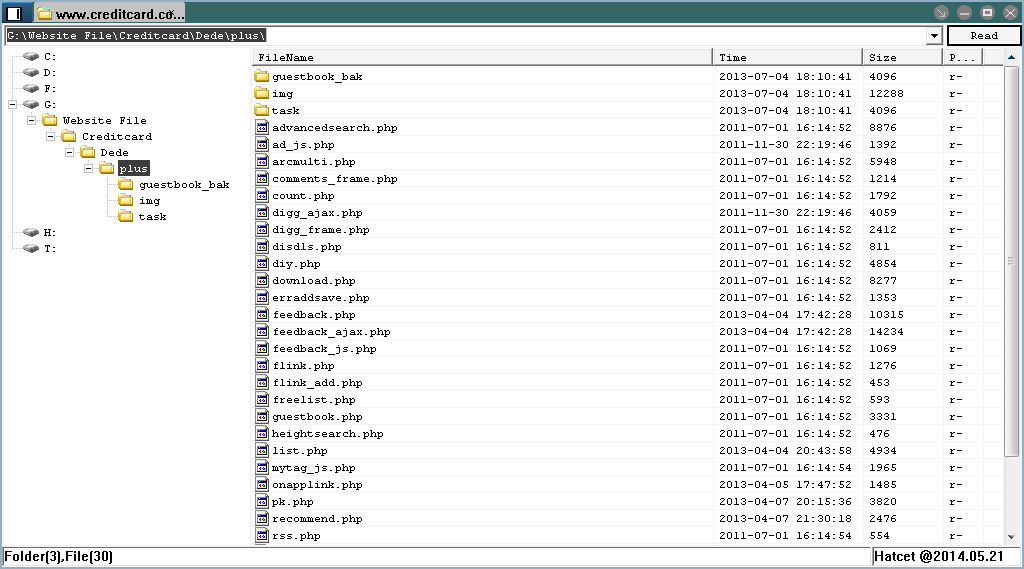 www.creditcard.co...
G:\Website File\Creditcard\Dede\plus\
Read
C:
D:
F:
G:
Website File
Creditcard
Dede
plus
guestbook_bak
img
task
H:
T:
FileName Time Size P...
guestbook_bak 2013-07-04 18:10:41 4096 r-
img 2013-07-04 18:10:41 12288 r-
task 2013-07-04 18:10:41 4096 r-
advancedsearch.php 2011-07-01 16:14:52 8876 r-
ad_js.php 2011-11-30 22:19:46 1392 r-
arcmulti.php 2011-07-01 16:14:52 5948 r-
comments_frame.php 2011-07-01 16:14:52 1214 r-
count.php 2011-07-01 16:14:52 1792 r-
digg_ajax.php 2011-11-30 22:19:46 4059 r-
digg_frame.php 2011-07-01 16:14:52 2412 r-
disdls.php 2011-07-01 16:14:52 811 r-
diy.php 2011-07-01 16:14:52 4854 r-
download.php 2011-07-01 16:14:52 8277 r-
erraddsave.php 2011-07-01 16:14:52 1353 r-
feedback.php 2013-04-04 17:42:28 10315 r-
feedback_ajax.php 2013-04-04 17:42:28 14234 r-
feedback_js.php 2011-07-01 16:14:52 1069 r-
flink.php 2011-07-01 16:14:52 1276 r-
flink_add.php 2011-07-01 16:14:52 453 r-
freelist.php 2011-07-01 16:14:52 593 r-
guestbook.php 2011-07-01 16:14:52 3331 r-
heightsearch.php 2011-07-01 16:14:52 476 r-
list.php 2013-04-04 20:43:58 4934 r-
mytag_js.php 2011-07-01 16:14:54 1965 r-
onapplink.php 2013-04-05 17:47:52 1485 r-
pk.php 2013-04-07 20:15:36 3820 r-
recommend.php 2013-04-07 21:30:18 2476 r-
rss.php 2011-07-01 16:14:54 554 r-
Folder(3),File(30)
Hatcet @2014.05.21